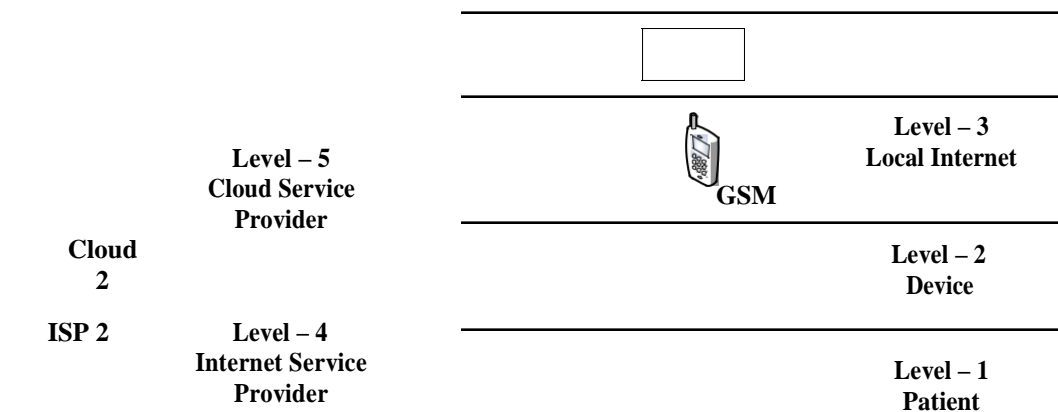 Level – 5
Cloud Service
Provider
Cloud
2
ISP 2
Level – 4
Internet Service
Provider
Level – 3
Local Internet
GSM
Level – 2
Device
Level – 1
Patient